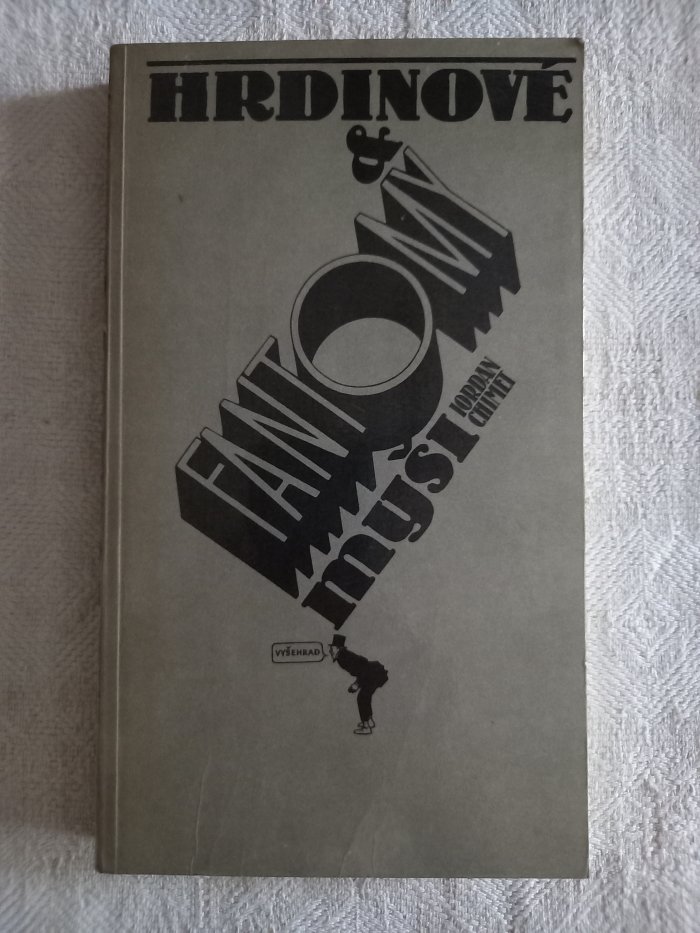 HRDINOVÉ
&
FANTOMY
myši
IORDAN
CHIMET
VYŠEHRAD